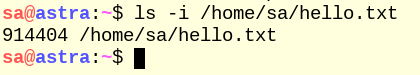 sa@astra:~$ ls -i /home/sa/hello.txt
914404 /home/sa/hello.txt
sa@astra:~$